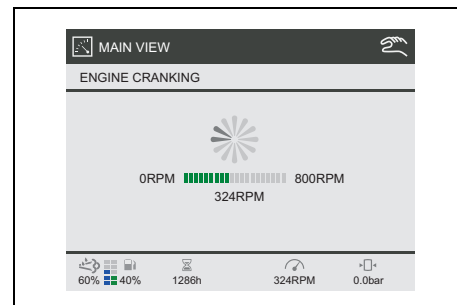 MAIN VIEW
ENGINE CRANKING
0RPM 800RPM
324RPM
60% 40% 1286h 324RPM 0.0bar